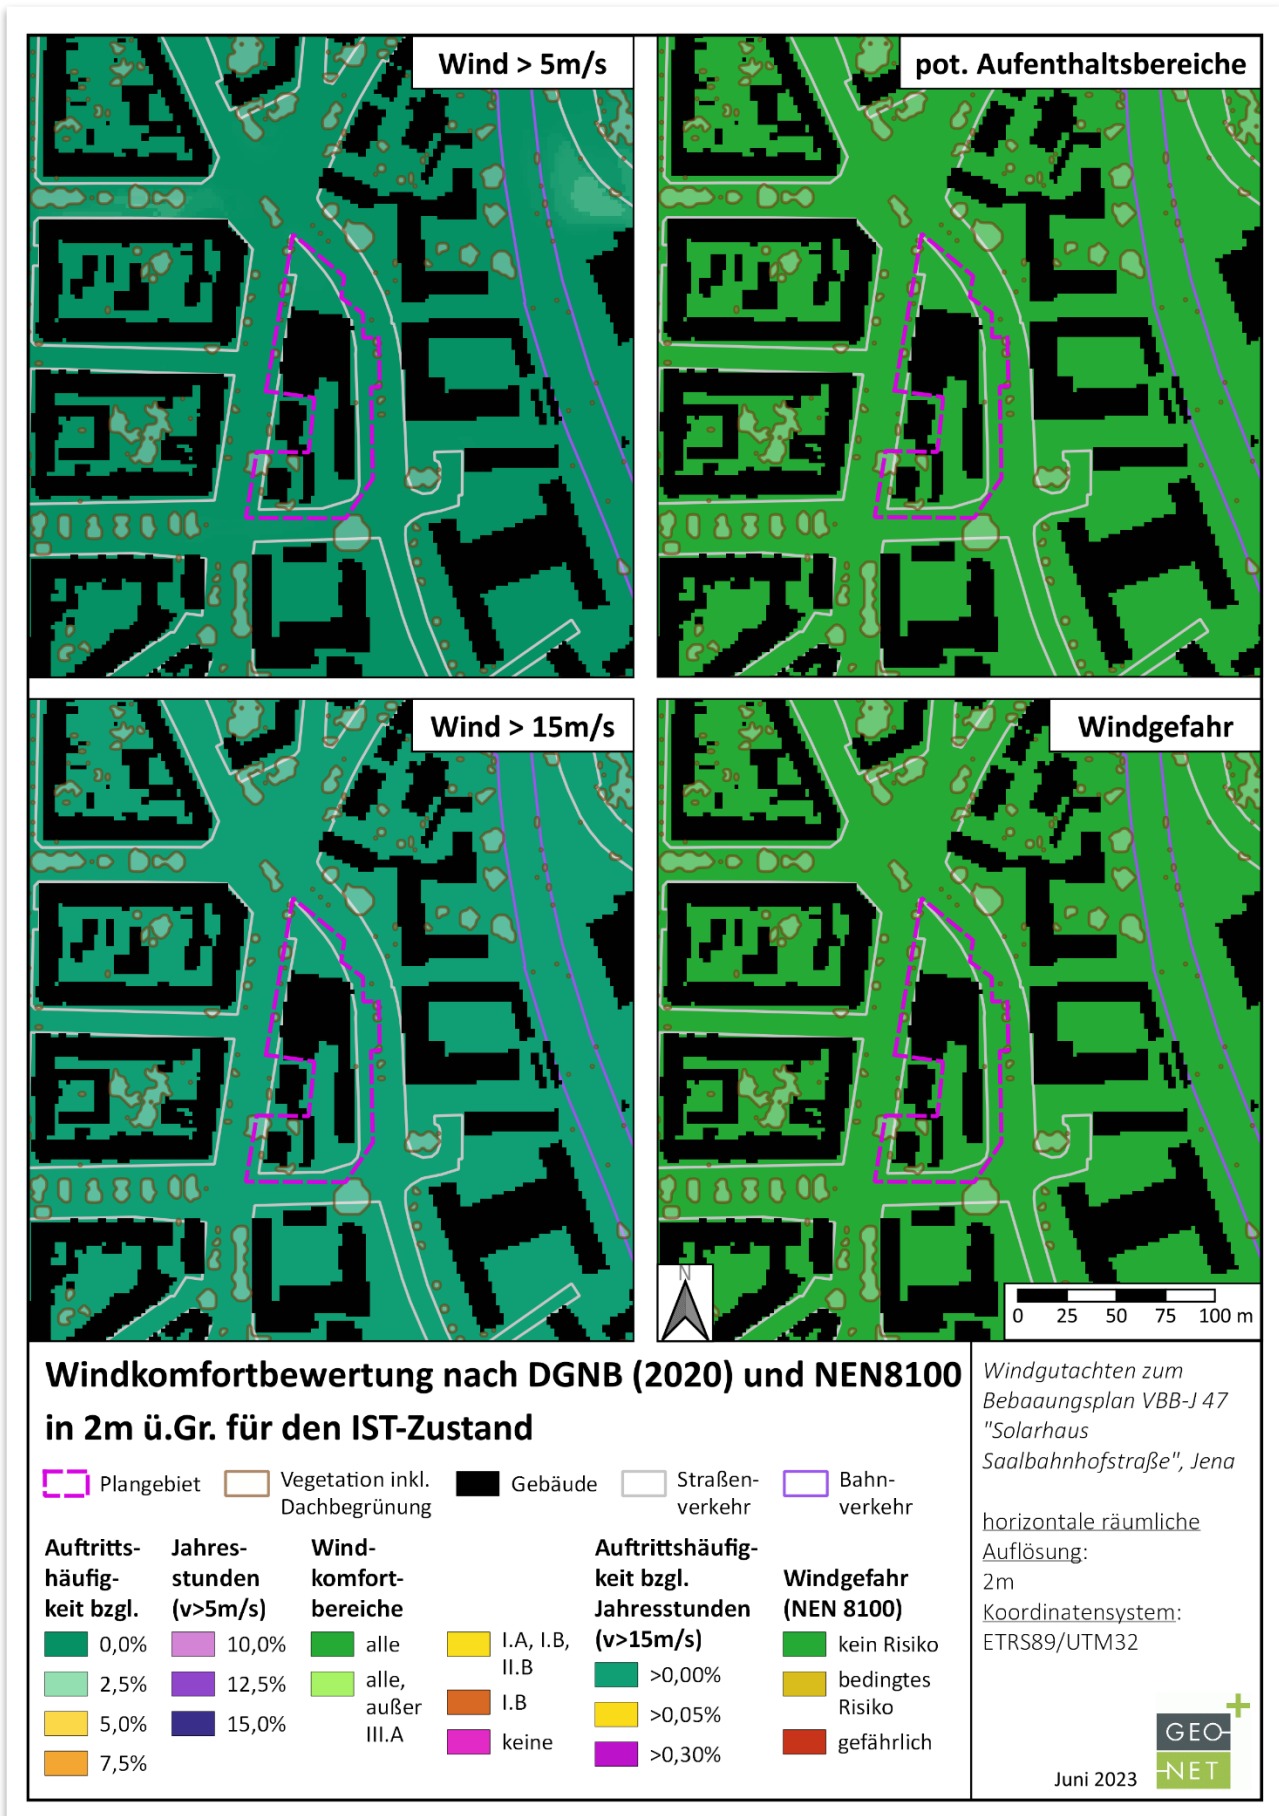 Wind > 5m/s
pot. Aufenthaltsbereiche
Wind > 15m/s
Windgefahr
N
0 25 50 75 100 m
Windkomfortbewertung nach DGNB (2020) und NEN8100
in 2m ü.Gr. für den IST-Zustand
Plangebiet
Vegetation inkl.
Dachbegrünung
Gebäude
Straßen-
verkehr
Bahn-
verkehr
Auftritts-
häufig-
keit bzgl.
0,0%
2,5%
5,0%
7,5%
Jahres-
stunden
(v>5m/s)
10,0%
12,5%
15,0%
Wind-
komfort-
bereiche
alle
alle,
außer
III.A
I.A, I.B,
II.B
I.B
keine
Auftrittshäufig-
keit bzgl.
Jahresstunden
(v>15m/s)
>0,00%
>0,05%
>0,30%
Windgefahr
(NEN 8100)
kein Risiko
bedingtes
Risiko
gefährlich
Windgutachten zum
Bebaaungsplan VBB-J 47
"Solarhaus
Saalbahnhofstraße", Jena
horizontale räumliche
Auflösung:
2m
Koordinatensystem:
ETRS89/UTM32
Juni 2023
GEO
NET